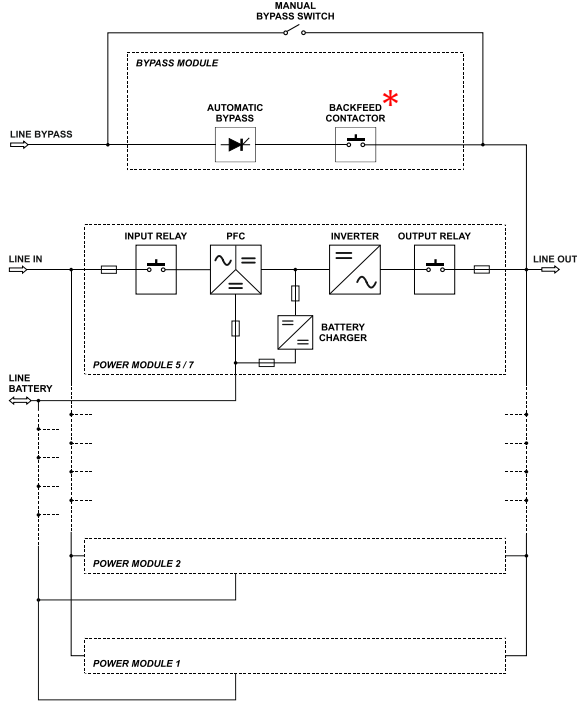 MANUAL
BYPASS SWITCH
BYPASS MODULE
AUTOMATIC
BYPASS
BACKFEED
CONTACTOR
*
LINE BYPASS
INPUT RELAY
PFC
INVERTER
OUTPUT RELAY
LINE IN
LINE OUT
BATTERY
CHARGER
POWER MODULE 5 / 7
LINE
BATTERY
POWER MODULE 2
POWER MODULE 1